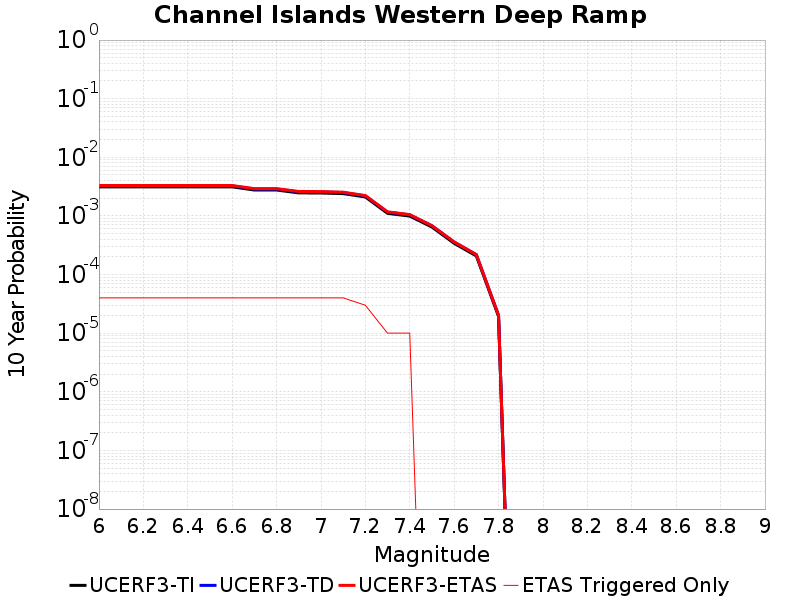 Channel Islands Western Deep Ramp
10^0
10^-1
10^-2
10^-3
10^-4
10^-5
10^-6
10^-7
10^-8
10 Year Probability
6 6.2 6.4 6.6 6.8 7 7.2 7.4 7.6 7.8 8 8.2 8.4 8.6 8.8 9
Magnitude
UCERF3-TI UCERF3-TD UCERF3-ETAS ETAS Triggered Only